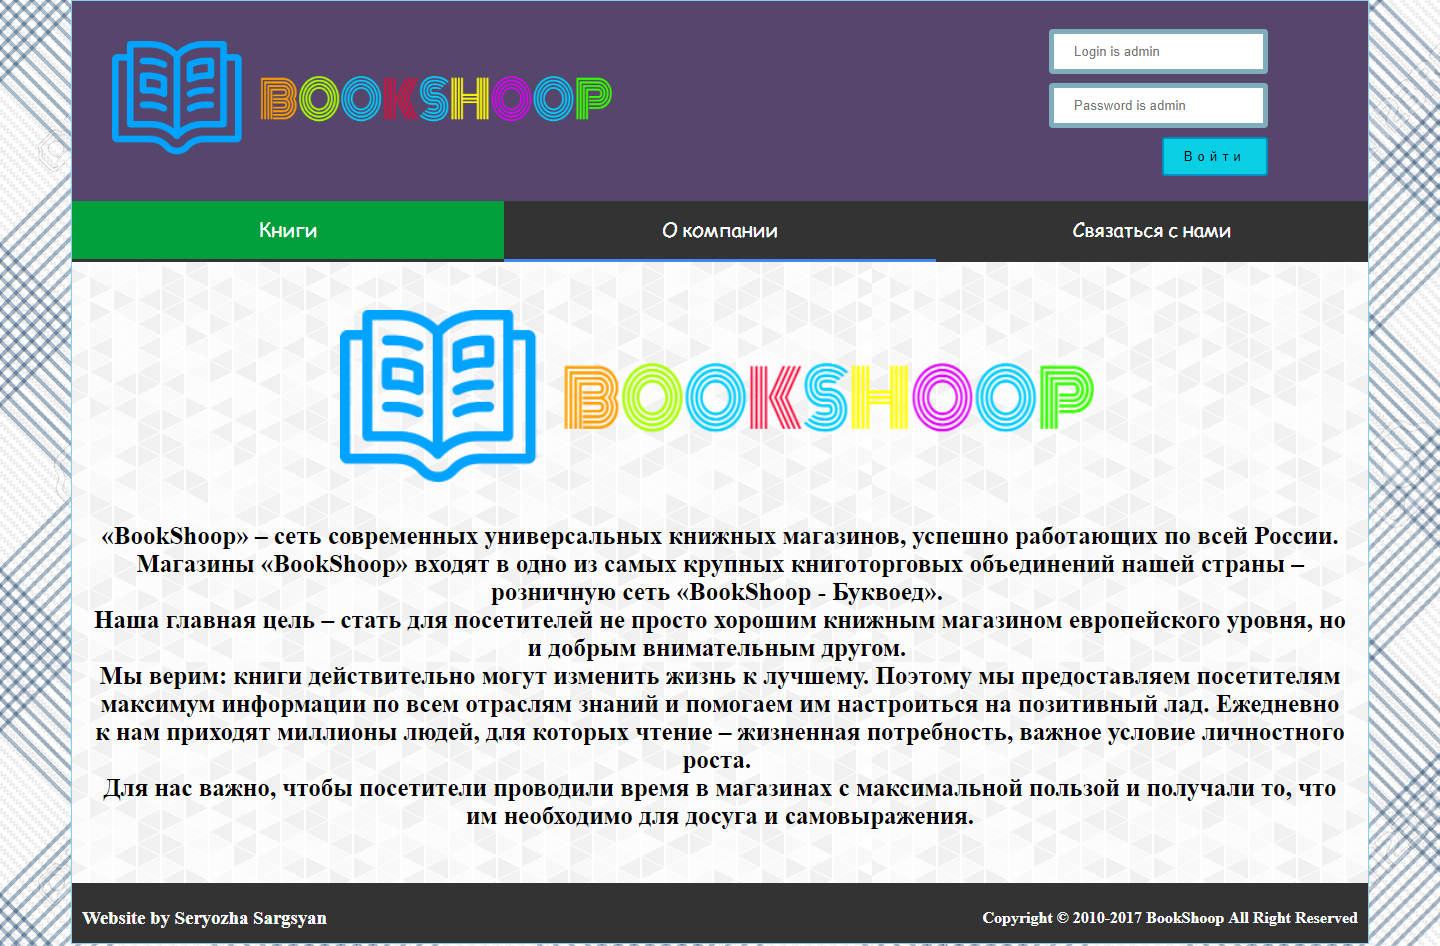 BOOKSHOOP
Login is admin
Password is admin
Войти
Книги
О компании
Связаться с нами
BOOKSHOOP
«BookShoop» – сеть современных универсальных книжных магазинов, успешно работающих по всей России.
Магазины «BookShoop» входят в одно из самых крупных книготорговых объединений нашей страны –
розничную сеть «BookShoop - Буквоед».
Наша главная цель – стать для посетителей не просто хорошим книжным магазином европейского уровня, но
и добрым внимательным другом.
Мы верим: книги действительно могут изменить жизнь к лучшему. Поэтому мы предоставляем посетителям
максимум информации по всем отраслям знаний и помогаем им настроиться на позитивный лад. Ежедневно
к нам приходят миллионы людей, для которых чтение – жизненная потребность, важное условие личностного
роста.
Для нас важно, чтобы посетители проводили время в магазинах с максимальной пользой и получали то, что
им необходимо для досуга и самовыражения.
Website by Seryozha Sargsyan
Copyright © 2010-2017 BookShoop All Right Reserved